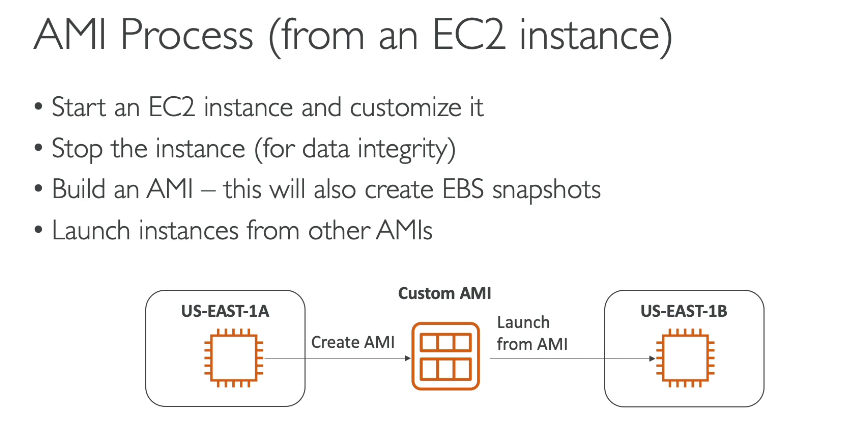 AMI Process (from an EC2 instance)
• Start an EC2 instance and customize it
• Stop the instance (for data integrity)
• Build an AMI – this will also create EBS snapshots
• Launch instances from other AMIs
Custom AMI
US-EAST-1A
Create AMI
Launch
from AMI
US-EAST-1B